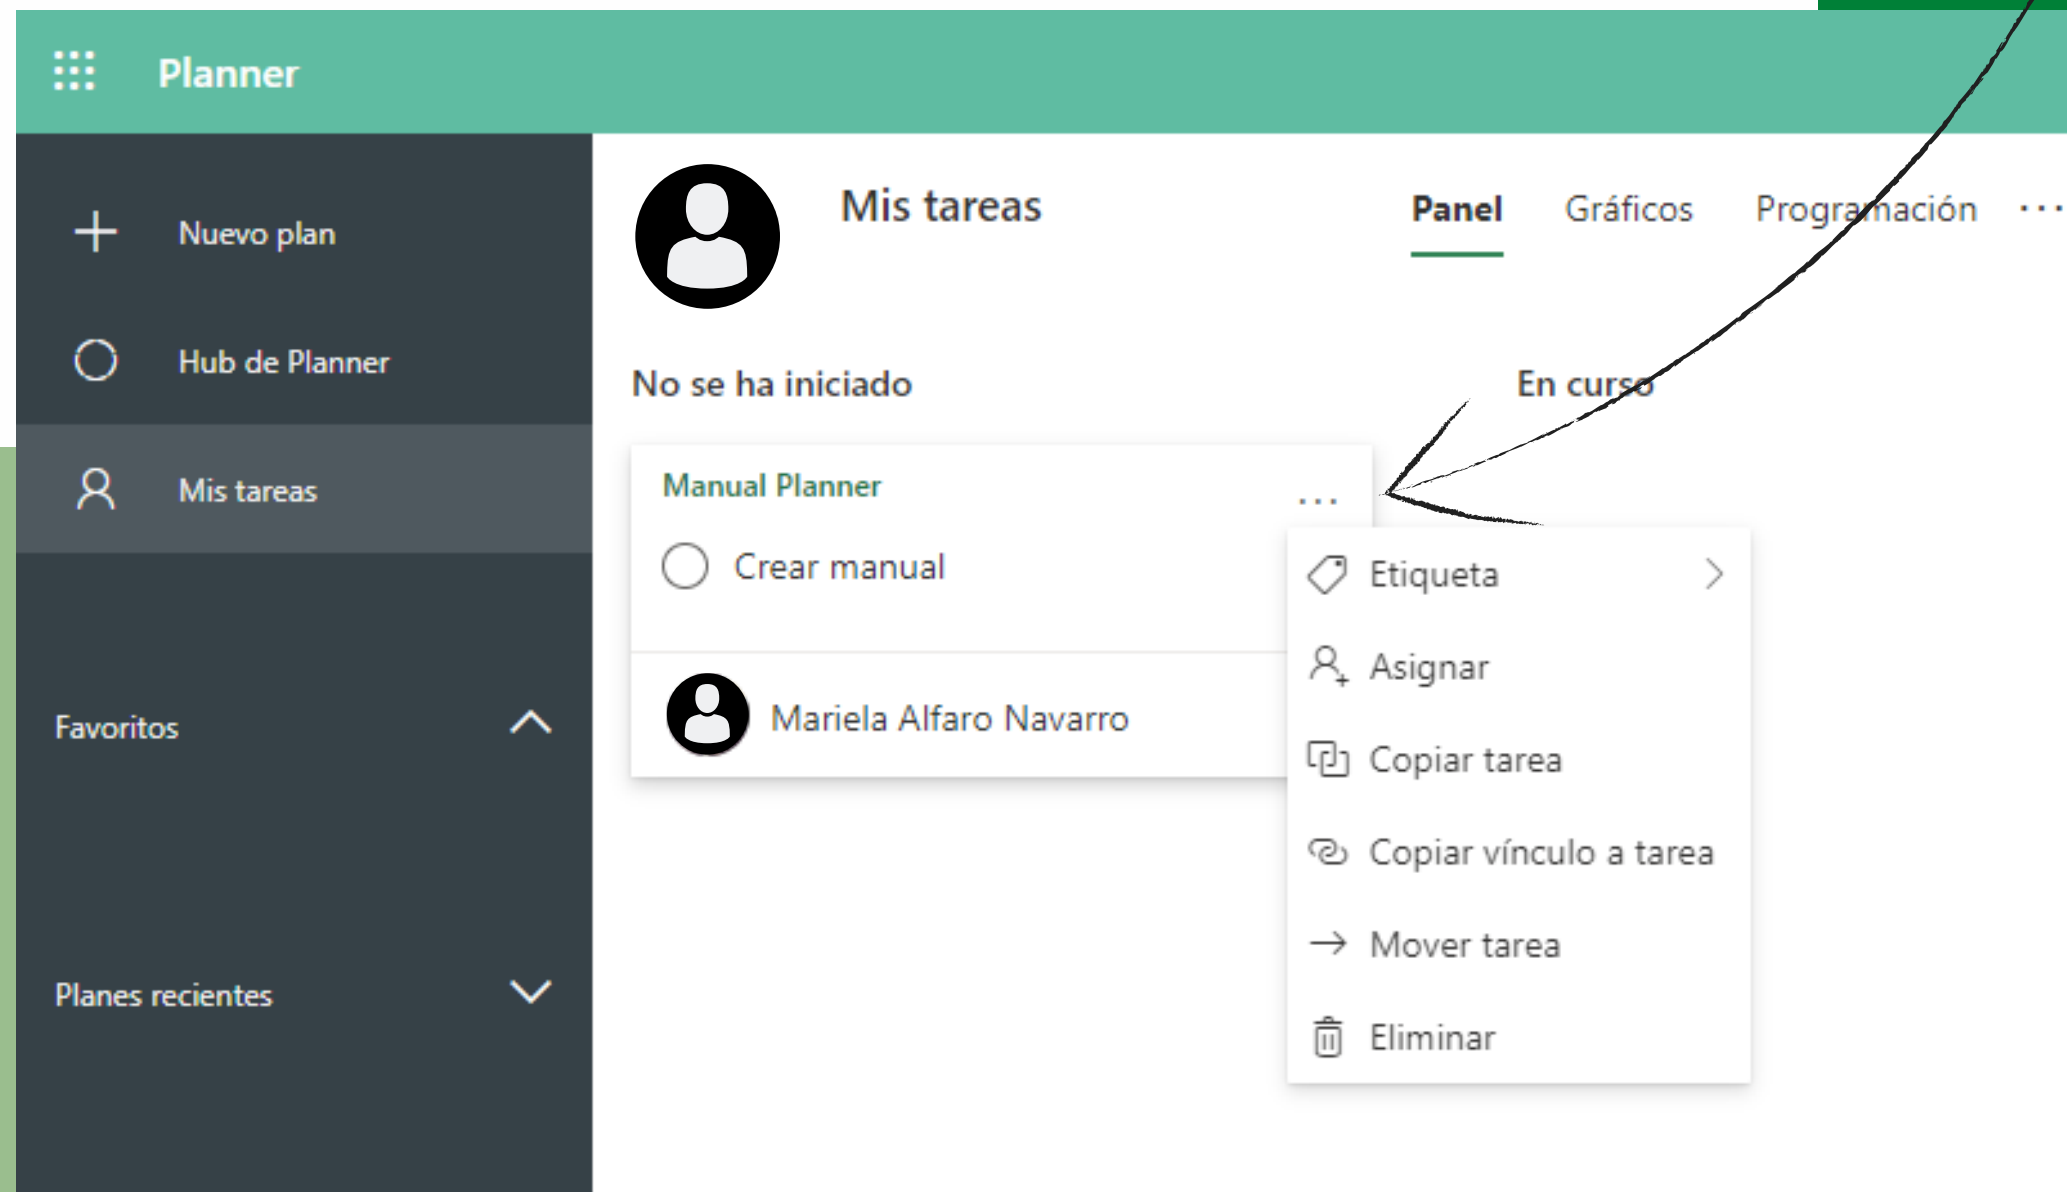 Planner
Nuevo plan
Hub de Planner
Mis tareas
Favoritos
Planes recientes
Mis tareas
Panel Gráficos Programación ...
No se ha iniciado
En curso
Manual Planner ...
Crear manual
Mariela Alfaro Navarro
Etiqueta
Asignar
Copiar tarea
Copiar vínculo a tarea
Mover tarea
Eliminar